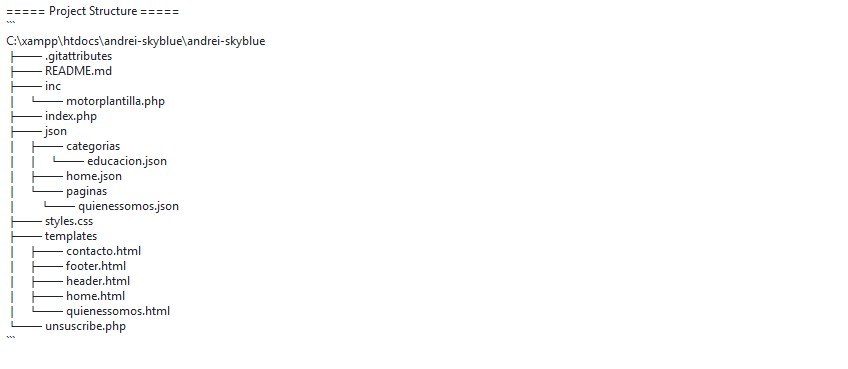 ===== Project Structure =====
```
C:\xampp\htdocs\andrei-skyblue\andrei-skyblue
├── .gitattributes
├── README.md
├── inc
│   └── motorplantilla.php
├── index.php
├── json
│   ├── categorias
│   │   └── educacion.json
│   ├── home.json
│   └── paginas
│       └── quienessomos.json
├── styles.css
├── templates
│   ├── contacto.html
│   ├── footer.html
│   ├── header.html
│   ├── home.html
│   └── quienessomos.html
└── unsuscribe.php
```